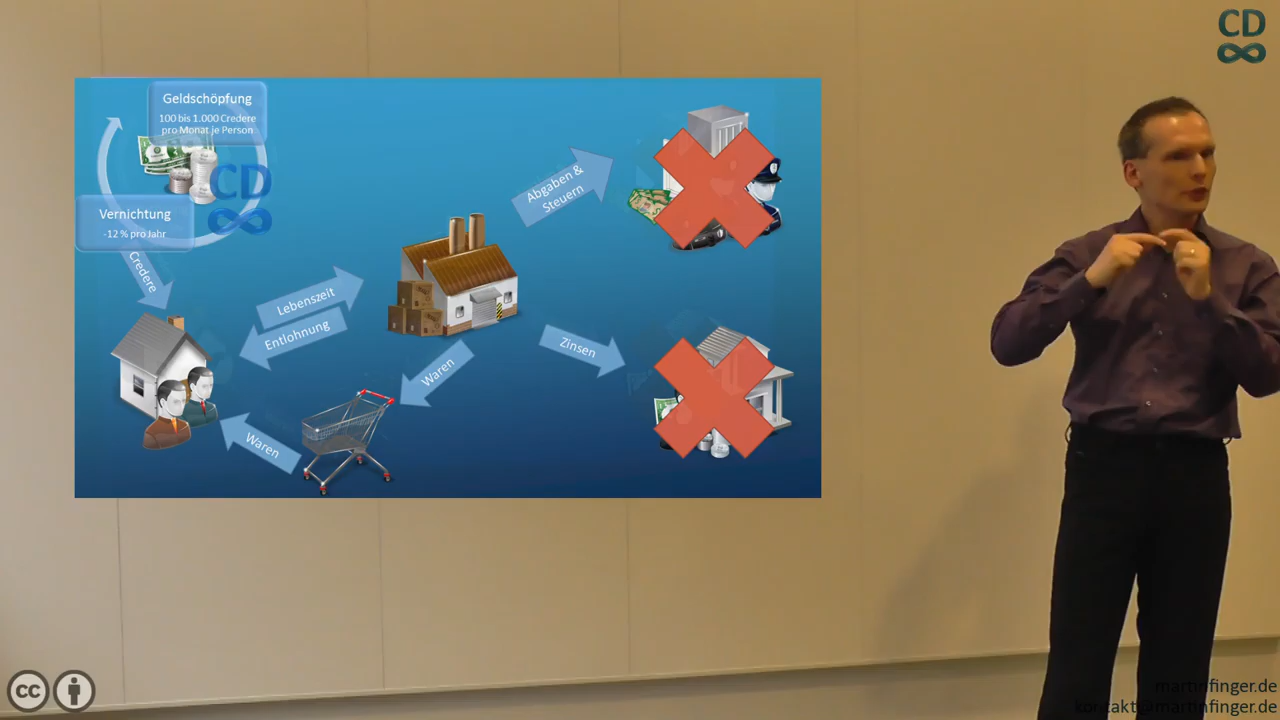 CD
Geldschöpfung
100 bis 1.000 Credere
pro Monat je Person
CD
Vernichtung
-12 % pro Jahr
Credere
Abgaben &
Steuern
Lebenszeit
Entlohnung
Zinsen
Waren
Waren
cc
martinfinger.de
kontakt@martinfinger.de